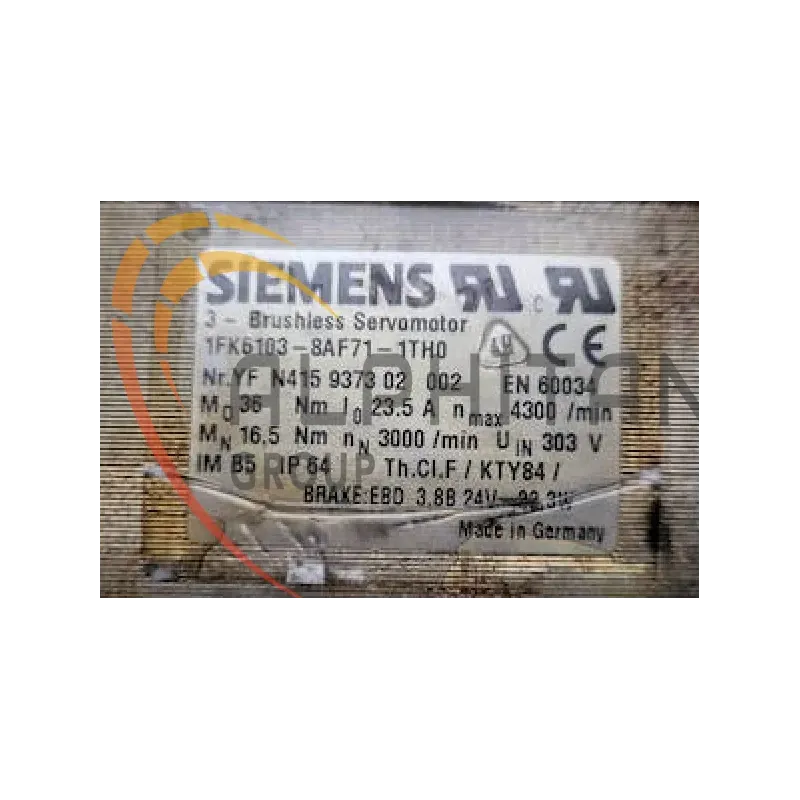 SIEMENS
3 - Brushless Servomotor
1FK6103-8AF71-1TH0
Nr.YF N415 9373 02 002 EN 60034
M0 36 Nm I0 23.5 A nmax 4300 /min
MN 16,5 Nm nN 3000 /min UIN 303 V
IM B5 IP 64 Th.Cl.F / KTY84 /
BRAKE:EBD 3,8B 24V
Made in Germany
ALPHITAN
GROUP